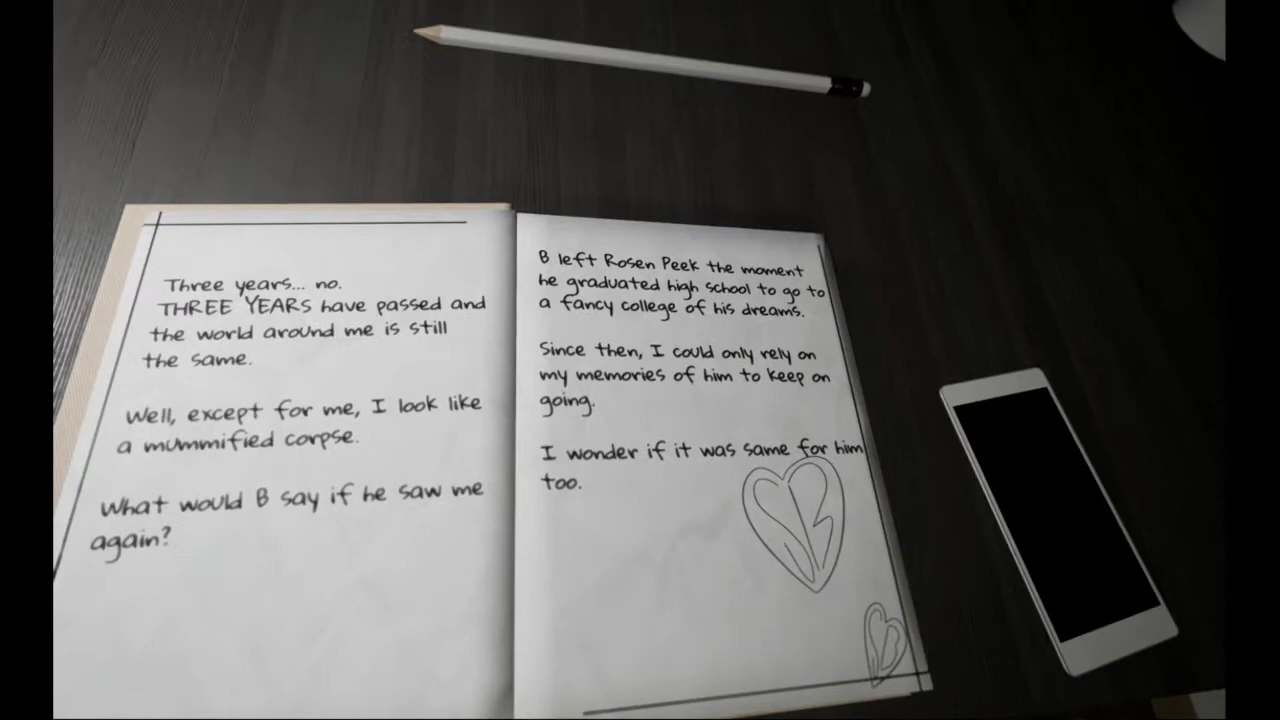 Three years... no.
THREE YEARS have passed and
the world around me is still
the same.
Well, except for me, I look like
a mummified corpse.
What would B say if he saw me
again?
B left Rosen Peek the moment
he graduated high school to go to
a fancy college of his dreams.
Since then, I could only rely on
my memories of him to keep on
going.
I wonder if it was same for him
too.